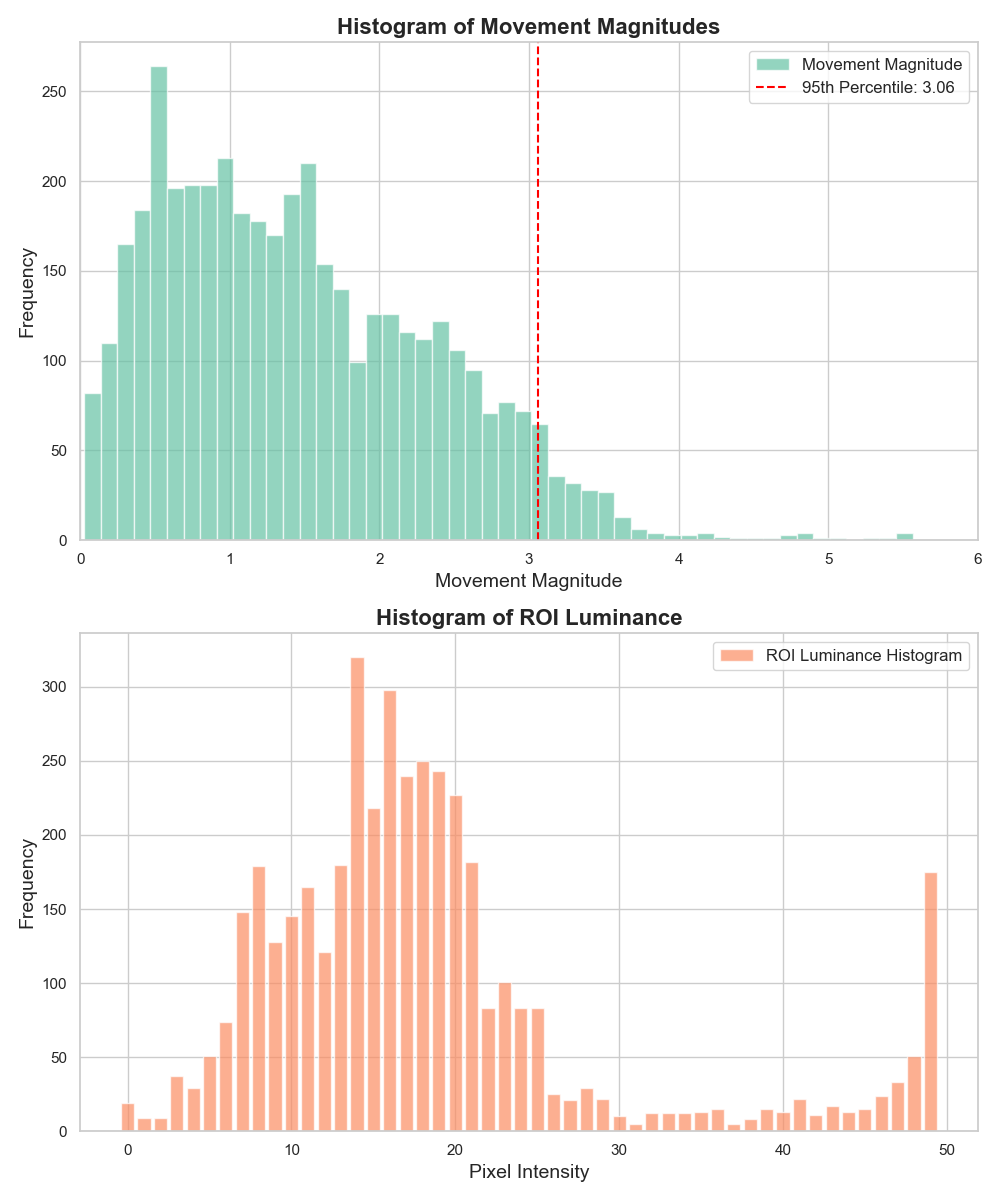 Histogram of Movement Magnitudes
Movement Magnitude
95th Percentile: 3.06
Frequency
250
200
150
100
50
0
0 1 2 3 4 5 6
Movement Magnitude
Histogram of ROI Luminance
ROI Luminance Histogram
Frequency
300
250
200
150
100
50
0
0 10 20 30 40 50
Pixel Intensity